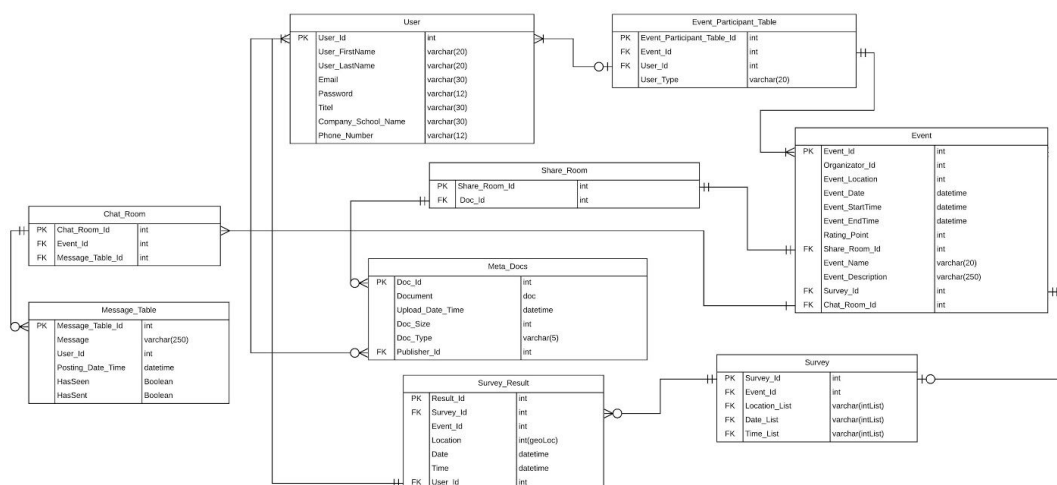 User
PK User_Id int
User_FirstName varchar(20)
User_LastName varchar(20)
Email varchar(30)
Password varchar(12)
Titel varchar(30)
Company_School_Name varchar(30)
Phone_Number varchar(12)
Event_Participant_Table
PK Event_Participant_Table_Id int
FK Event_Id int
FK User_Id int
User_Type varchar(20)
Event
PK Event_Id int
Organizator_Id int
Event_Location int
Event_Date datetime
Event_StartTime datetime
Event_EndTime datetime
Rating_Point int
FK Share_Room_Id int
Event_Name varchar(20)
Event_Description varchar(250)
FK Survey_Id int
FK Chat_Room_Id int
Share_Room
PK Share_Room_Id int
FK Doc_Id int
Chat_Room
PK Chat_Room_Id int
FK Event_Id int
FK Message_Table_Id int
Meta_Docs
PK Doc_Id int
Document doc
Upload_Date_Time datetime
Doc_Size int
Doc_Type varchar(5)
FK Publisher_Id int
Message_Table
PK Message_Table_Id int
Message varchar(250)
User_Id int
Posting_Date_Time datetime
HasSeen Boolean
HasSent Boolean
Survey
PK Survey_Id int
FK Event_Id int
FK Location_List varchar(intList)
FK Date_List varchar(intList)
FK Time_List varchar(intList)
Survey_Result
PK Result_Id int
FK Survey_Id int
Event_Id int
Location int(geoLoc)
Date datetime
Time datetime
FK User_Id int